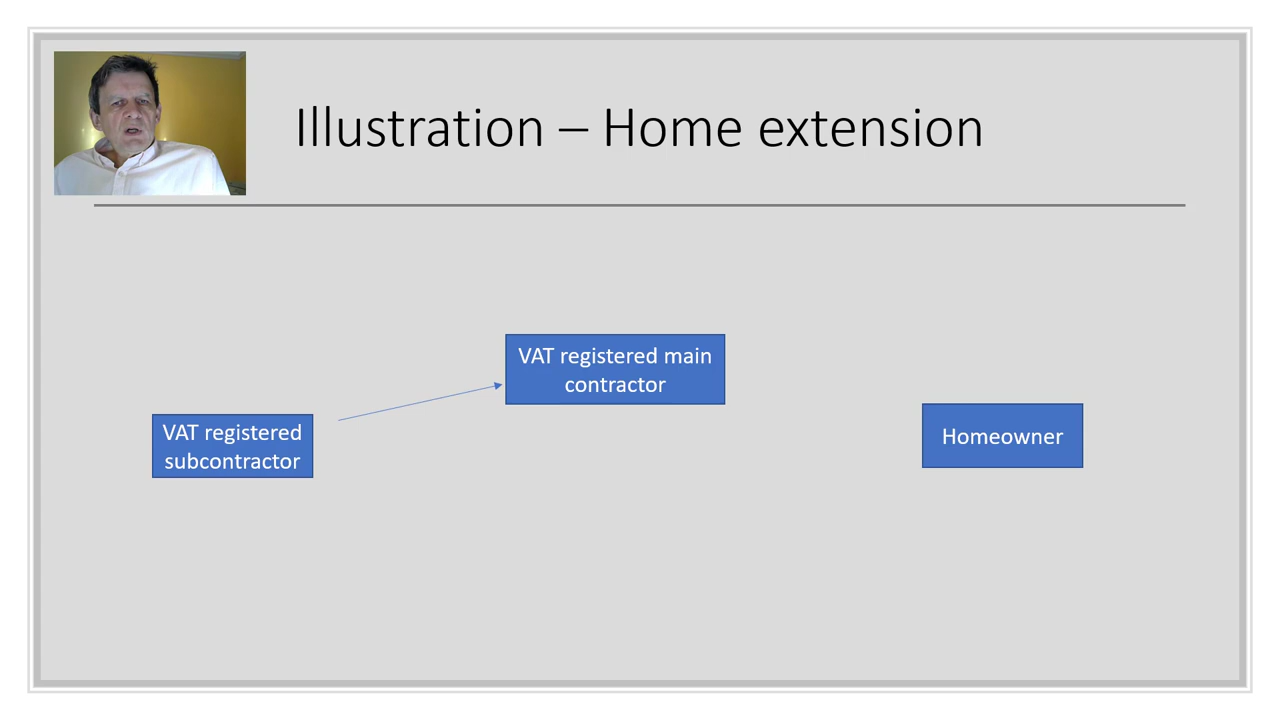 Illustration – Home extension
VAT registered main
contractor
VAT registered
subcontractor
Homeowner